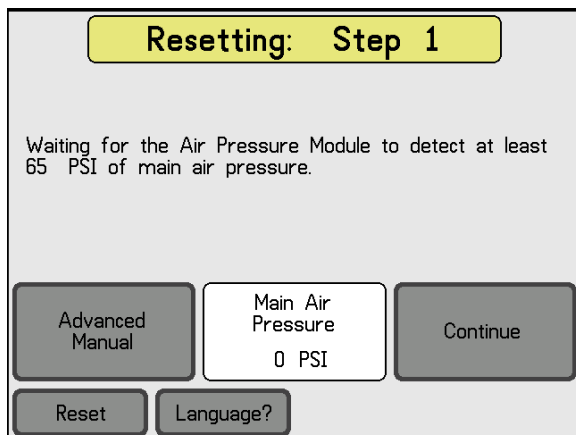 Resetting: Step 1
Waiting for the Air Pressure Module to detect at least
65 PSI of main air pressure.
Advanced
Manual
Main Air
Pressure
0 PSI
Continue
Reset
Language?